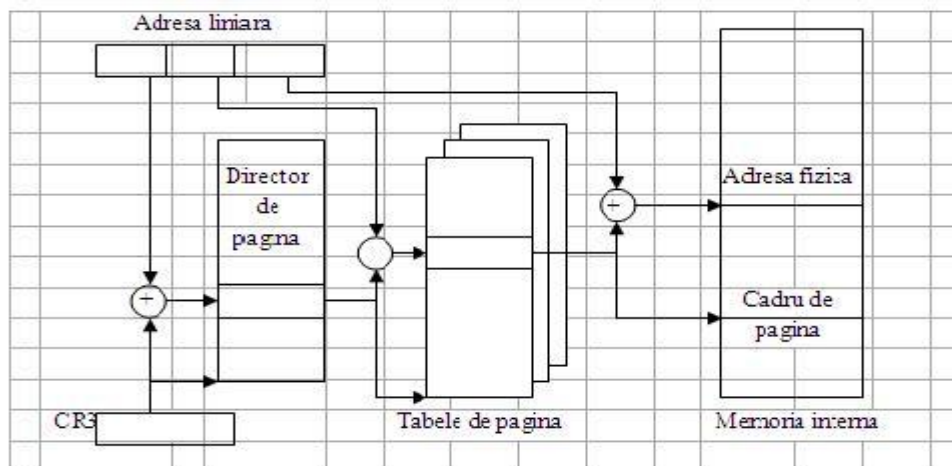 Adresa liniara
Director
de
pagina
Adresa fizica
+
+
Cadru de
pagina
CR3
Tabele de pagina
Memoria interna